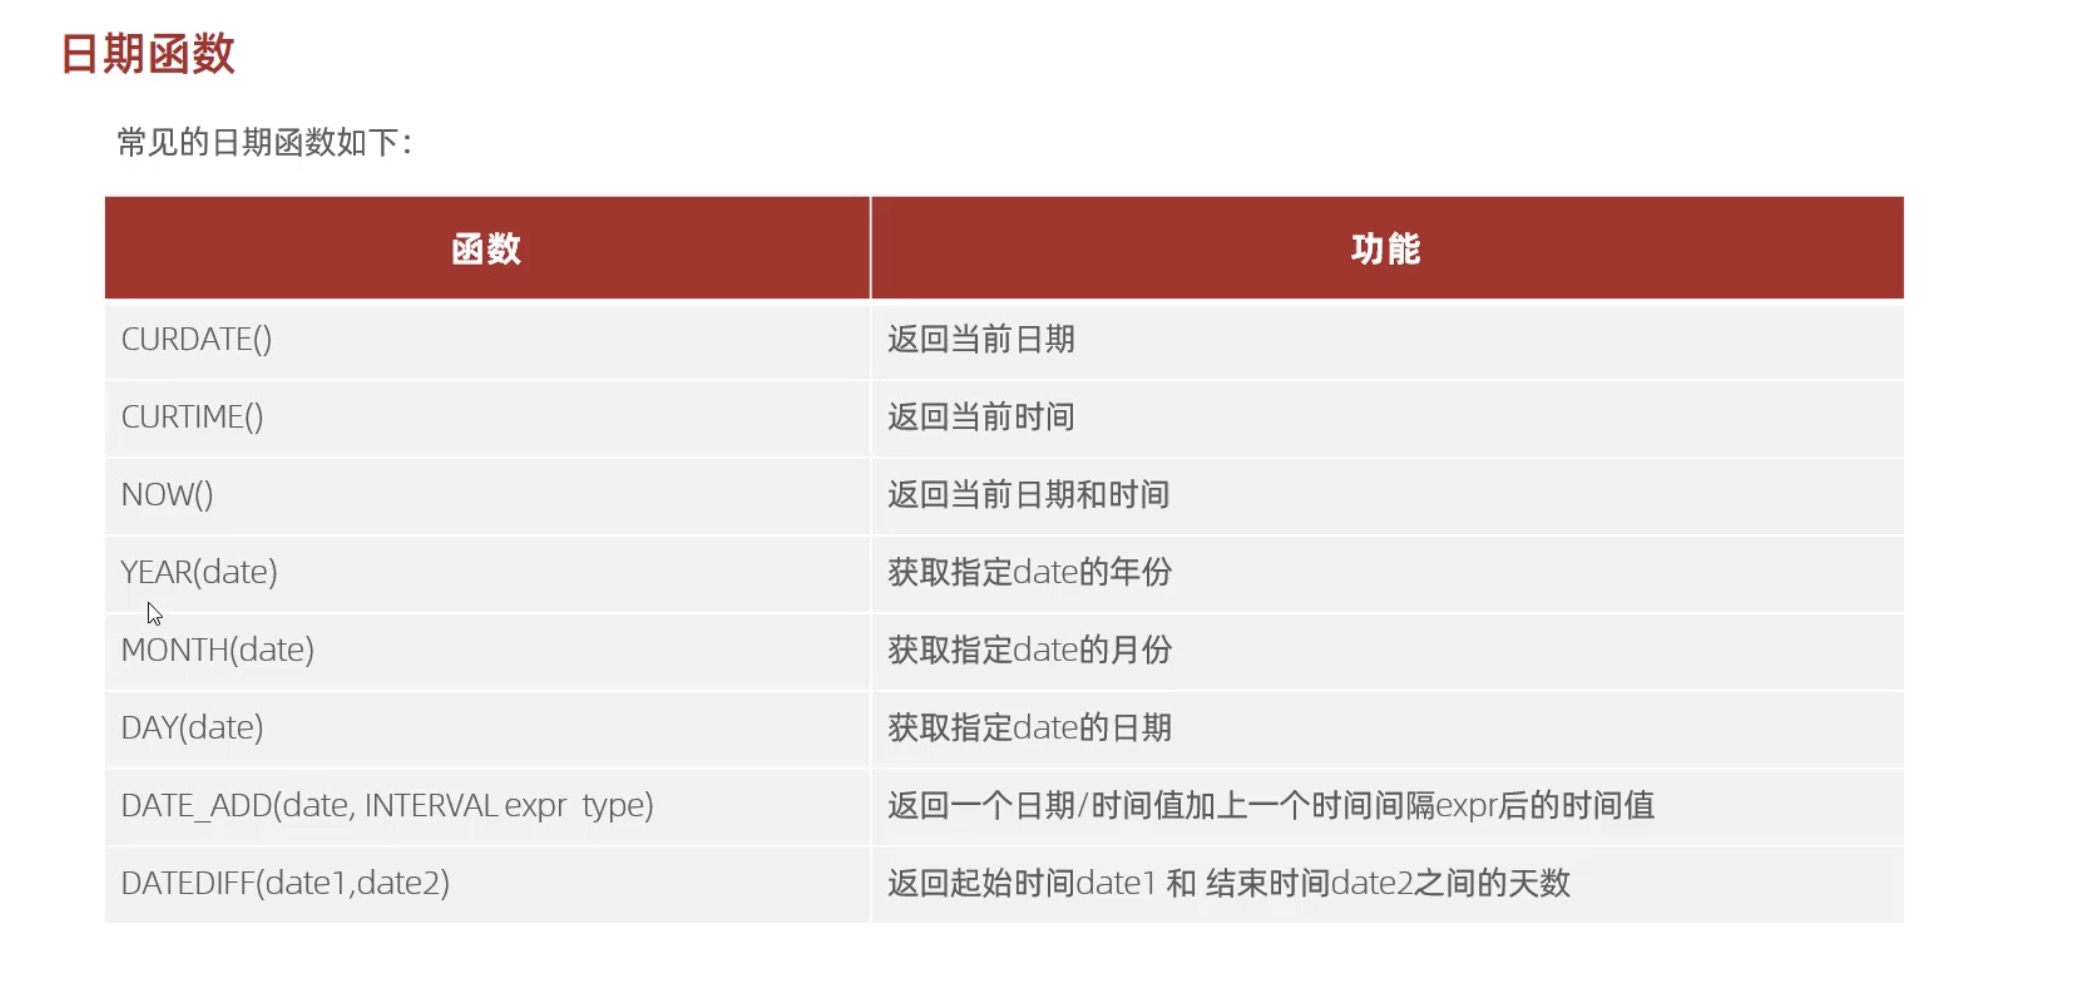 日期函数
常见的日期函数如下：
函数 功能
CURDATE() 返回当前日期
CURTIME() 返回当前时间
NOW() 返回当前日期和时间
YEAR(date) 获取指定date的年份
MONTH(date) 获取指定date的月份
DAY(date) 获取指定date的日期
DATE_ADD(date, INTERVAL expr type) 返回一个日期/时间值加上一个时间间隔expr后的时间值
DATEDIFF(date1,date2) 返回起始时间date1 和 结束时间date2之间的天数